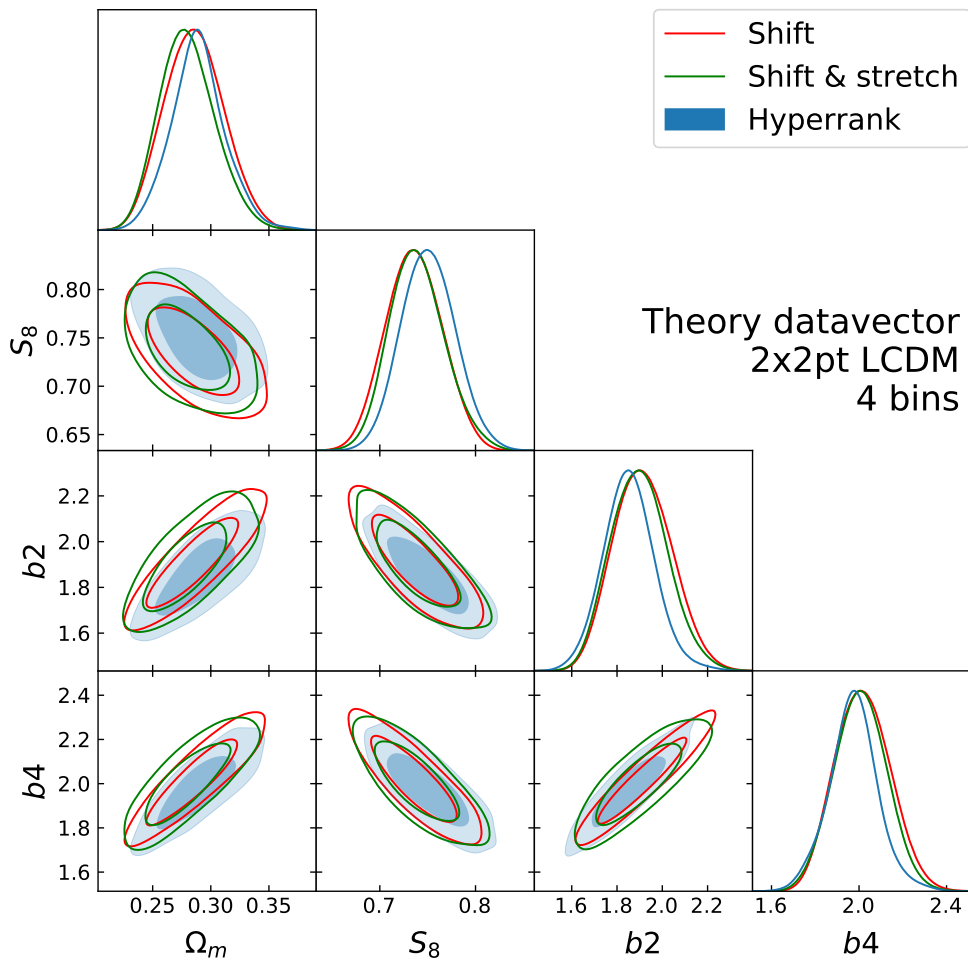 Shift
Shift & stretch
Hyperrank
Theory datavector
2x2pt LCDM
4 bins
S₈
0.80
0.75
0.70
0.65
b2
2.2
2.0
1.8
1.6
b4
2.4
2.2
2.0
1.8
1.6
0.25 0.30 0.35
0.7 0.8
1.6 1.8 2.0 2.2
1.6 2.0 2.4
Ωₘ
S₈
b2
b4